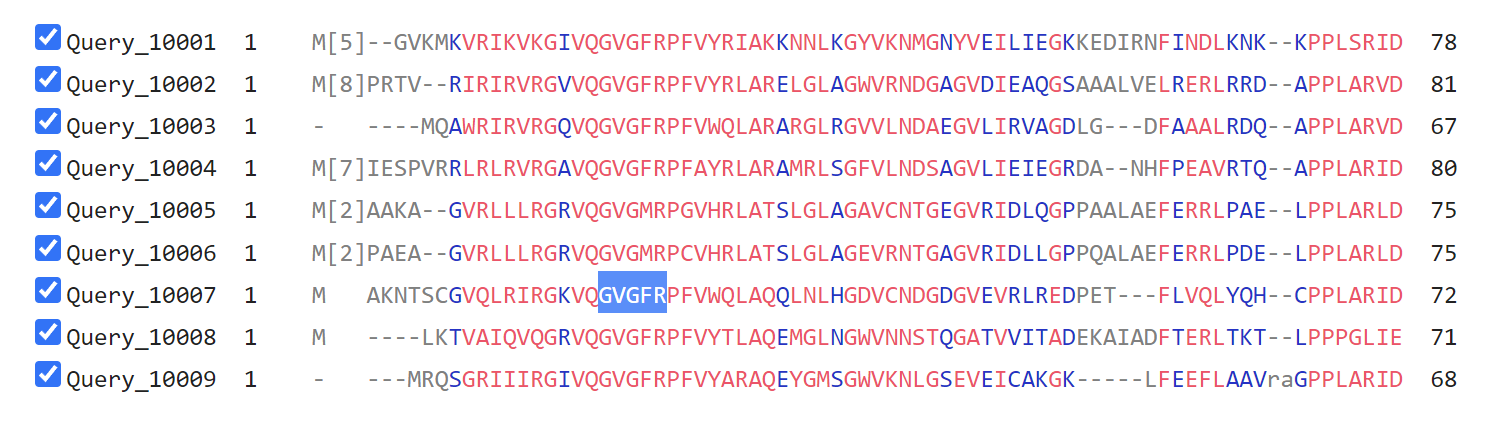 Query_10001 1 M[5]--GVKMKVRIKVKGIVQGVGFRPFVYRIAKKNNLKGYVKNMGNYVEILIEGKKEDIRNFINDLKNK--KPPLSRID 78
Query_10002 1 M[8]PRTV--RIRIRVRGVVQGVGFRPFVYRLARELGLAGWVRNDGAGVDIEAQGSAAALVELRERLRRD--APPLARVD 81
Query_10003 1 - ----MQAWRIRVRGQVQGVGFRPFVWQLARARGLRGVVLNDAEGVLIRVAGDLG---DFAAALRDQ--APPLARVD 67
Query_10004 1 M[7]IESPVRRLRLRVRGAVQGVGFRPFAYRLARAMRLSGFVLNDSAGVLIEIEGRDA--NHFPEAVRTQ--APPLARID 80
Query_10005 1 M[2]AAKA--GVRLLLRGRVQGVGMRPGVHRLATSLGLAGAVCNTGEGVRIDLQGPPAALAEFERRLPAE--LPPLARLD 75
Query_10006 1 M[2]PAEA--GVRLLLRGRVQGVGMRPCVHRLATSLGLAGEVRNTGAGVRIDLLGPPQALAEFERRLPDE--LPPLARLD 75
Query_10007 1 M AKNTSCGVQLRIRGKVQGVGFRPFVWQLAQQLNLHGDVCNDGDGVEVRLREDPET---FLVQLYQH--CPPLARID 72
Query_10008 1 M ----LKTVAIQVQGRVQGVGFRPFVYTLAQEMGLNGWVNNSTQGATVVITADEKAIADFTERLTKT--LPPPGLIE 71
Query_10009 1 - ---MRQSGRIIIRGIVQGVGFRPFVYARAQEYGMSGWVKNLGSEVEICAKGK-----LFEEFLAAVraGPPLARID 68